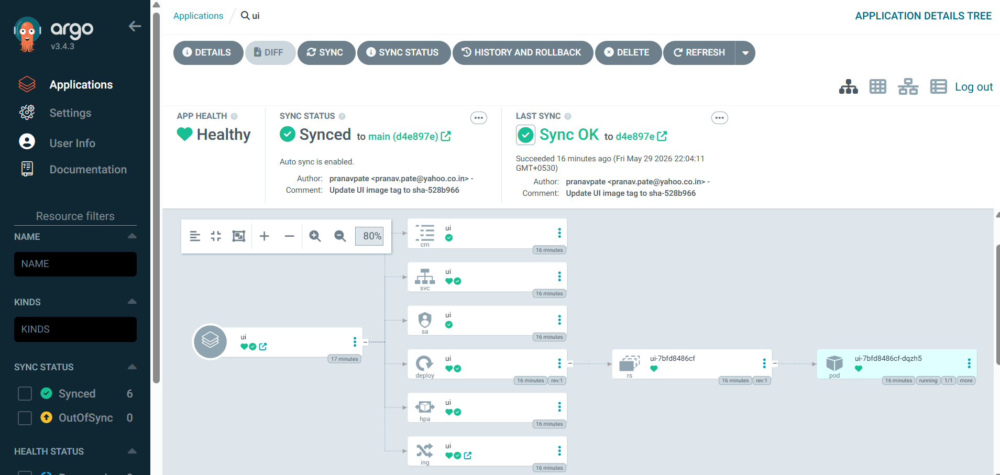 argo
v3.4.3
Applications
Settings
User Info
Documentation
Resource filters
NAME
NAME
KINDS
KINDS
SYNC STATUS
Synced 6
OutOfSync 0
HEALTH STATUS
Applications / ui
APPLICATION DETAILS TREE
DETAILS
DIFF
SYNC
SYNC STATUS
HISTORY AND ROLLBACK
DELETE
REFRESH
Log out
APP HEALTH
Healthy
SYNC STATUS
Synced to main (d4e897e)
Auto sync is enabled.
Author: pranavpate <pranav.pate@yahoo.co.in> -
Comment: Update UI image tag to sha-528b966
LAST SYNC
Sync OK to d4e897e
Succeeded 16 minutes ago (Fri May 29 2026 22:04:11
GMT+0530)
Author: pranavpate <pranav.pate@yahoo.co.in> -
Comment: Update UI image tag to sha-528b966
80%
ui
17 minutes
ui
cm
16 minutes
ui
svc
16 minutes
ui
sa
16 minutes
ui
deploy
16 minutes rev:1
ui-7bfd8486cf
rs
16 minutes rev:1
ui-7bfd8486cf-dqzh5
pod
16 minutes running 1/1 more
ui
hpa
16 minutes
ui
ing
16 minutes